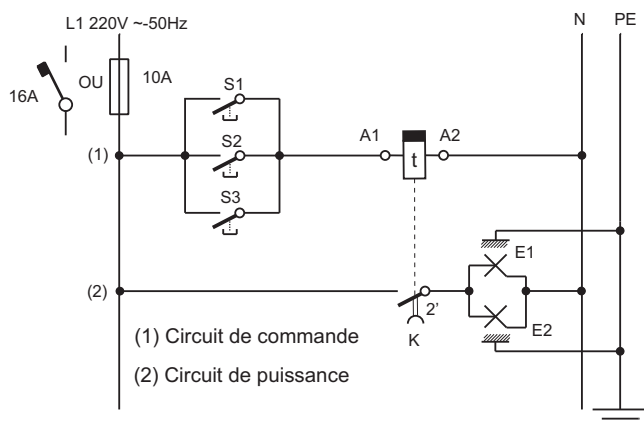 L1 220V ~-50Hz
N
PE
16A
OU
10A
S1
S2
S3
(1)
A1
t
A2
E1
(2)
2'
K
E2
(1) Circuit de commande
(2) Circuit de puissance